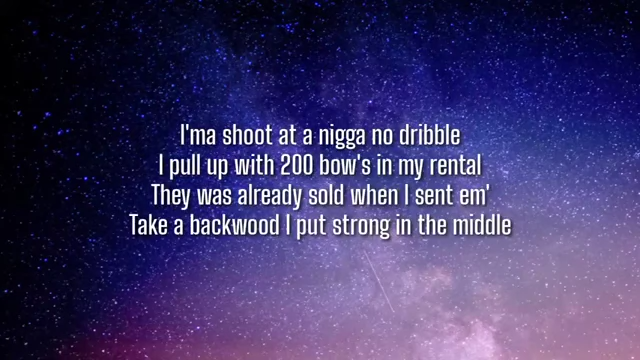 I'ma shoot at a nigga no dribble
I pull up with 200 bow's in my rental
They was already sold when I sent em'
Take a backwood I put strong in the middle